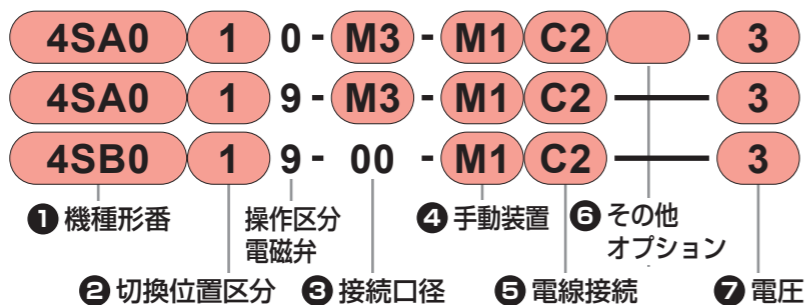 4SA0 1 0 - M3 - M1 C2 - 3
4SA0 1 9 - M3 - M1 C2 3
4SB0 1 9 - 00 - M1 C2 3
❶ 機種形番 操作区分 ❹ 手動装置 ❻ その他
電磁弁 オプション
❷ 切換位置区分 ❸ 接続口径 ❺ 電線接続 ❼ 電圧